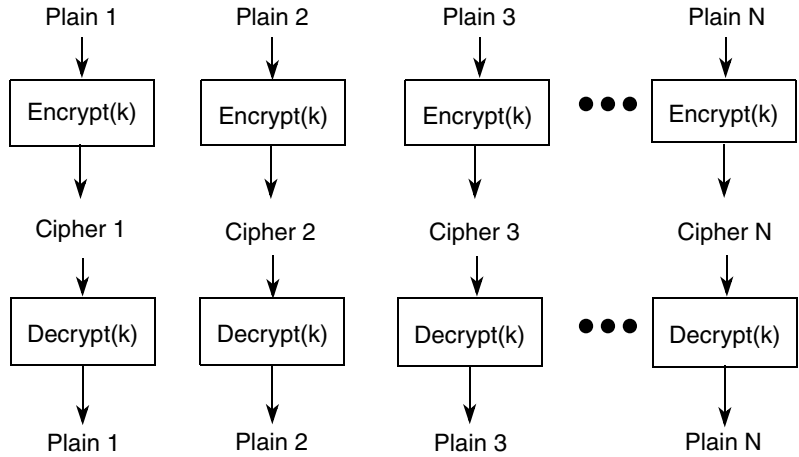 Plain 1 Plain 2 Plain 3 Plain N
Encrypt(k) Encrypt(k) Encrypt(k) Encrypt(k)
Cipher 1 Cipher 2 Cipher 3 Cipher N
Decrypt(k) Decrypt(k) Decrypt(k) Decrypt(k)
Plain 1 Plain 2 Plain 3 Plain N